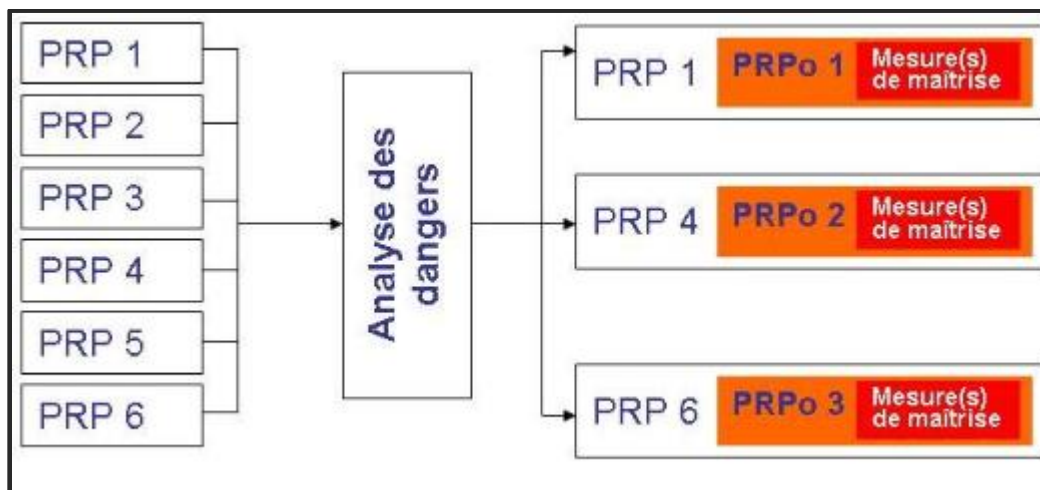 PRP 1
PRP 2
PRP 3
PRP 4
PRP 5
PRP 6
Analyse des
dangers
PRP 1
PRPo 1
Mesure(s)
de maîtrise
PRP 4
PRPo 2
Mesure(s)
de maîtrise
PRP 6
PRPo 3
Mesure(s)
de maîtrise